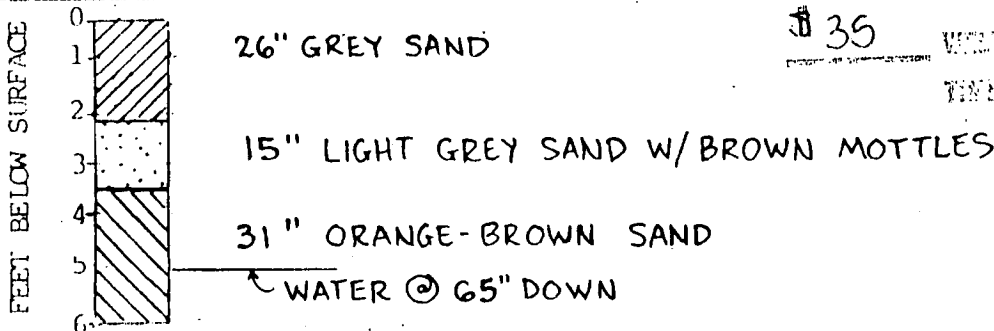 $ 35
FEET BELOW SURFACE
0
1
2
3
4
5
6
26" GREY SAND
15" LIGHT GREY SAND W/ BROWN MOTTLES
31" ORANGE-BROWN SAND
WATER @ 65" DOWN